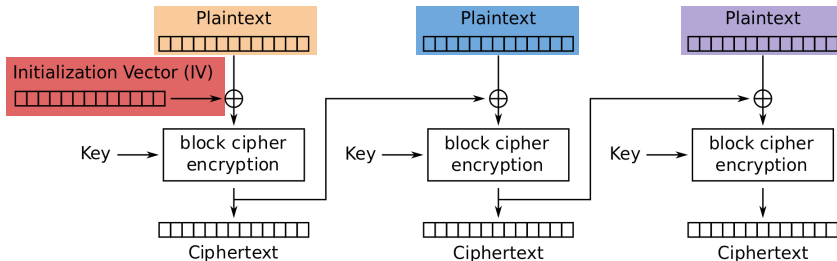 Plaintext
Plaintext
Plaintext
Initialization Vector (IV)
Key
block cipher
encryption
Key
block cipher
encryption
Key
block cipher
encryption
Ciphertext
Ciphertext
Ciphertext